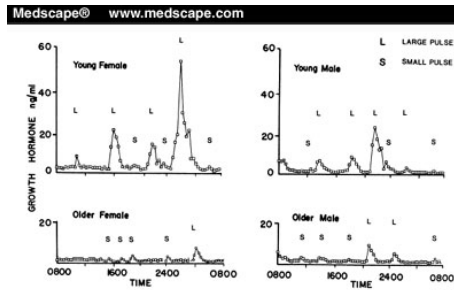 Medscape® www.medscape.com
L LARGE PULSE
S SMALL PULSE
GROWTH HORMONE ng/ml
Young Female
60
40
20
0
L
L
S
L
S
L
S
Young Male
60
40
20
0
S
L
L
L
S
L
S
Older Female
20
0
S
S
S
S
L
0800
1600
2400
0800
TIME
Older Male
20
0
S
S
S
L
L
S
0800
1600
2400
0800
TIME